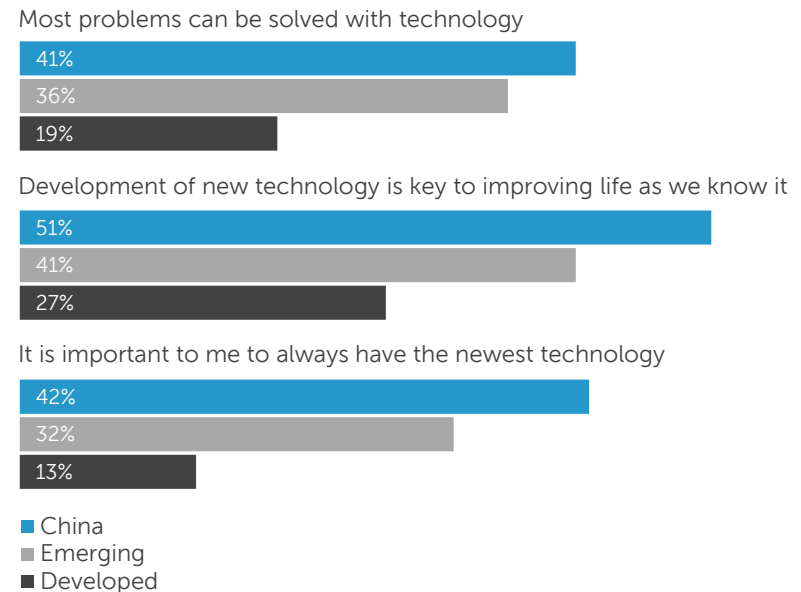 Most problems can be solved with technology
41%
36%
19%
Development of new technology is key to improving life as we know it
51%
41%
27%
It is important to me to always have the newest technology
42%
32%
13%
China
Emerging
Developed